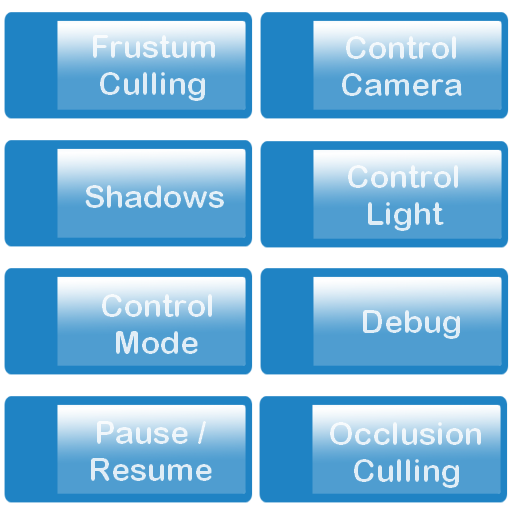 Frustum
Culling
Control
Camera
Shadows
Control
Light
Control
Mode
Debug
Pause /
Resume
Occlusion
Culling